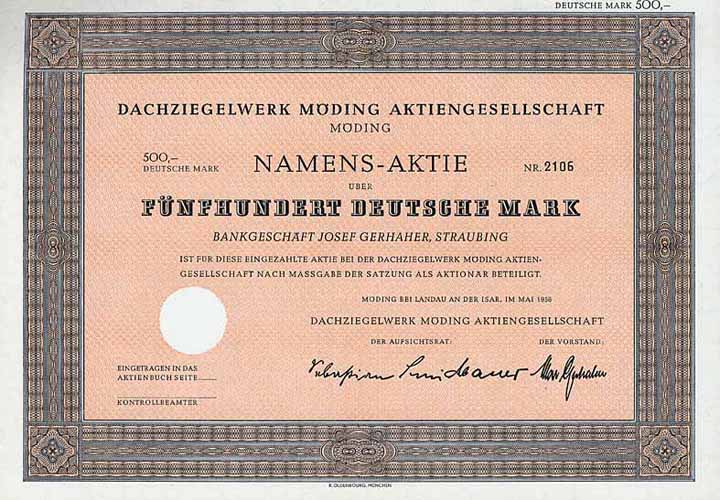 DEUTSCHE MARK 500,—
DACHZIEGELWERK MÖDING AKTIENGESELLSCHAFT
MÖDING
500,— DEUTSCHE MARK
NAMENS-AKTIE
NR. 2106
ÜBER
FÜNFHUNDERT DEUTSCHE MARK
BANKGESCHÄFT JOSEF GERHAHER, STRAUBING
IST FÜR DIESE EINGEZAHLTE AKTIE BEI DER DACHZIEGELWERK MÖDING AKTIEN-
GESELLSCHAFT NACH MASSGABE DER SATZUNG ALS AKTIONÄR BETEILIGT.
MÖDING BEI LANDAU AN DER ISAR, IM MAI 1958
DACHZIEGELWERK MÖDING AKTIENGESELLSCHAFT
DER AUFSICHTSRAT:
DER VORSTAND:
EINGETRAGEN IN DAS
AKTIENBUCH SEITE
KONTROLLBEAMTER
R. OLDENBOURG, MÜNCHEN